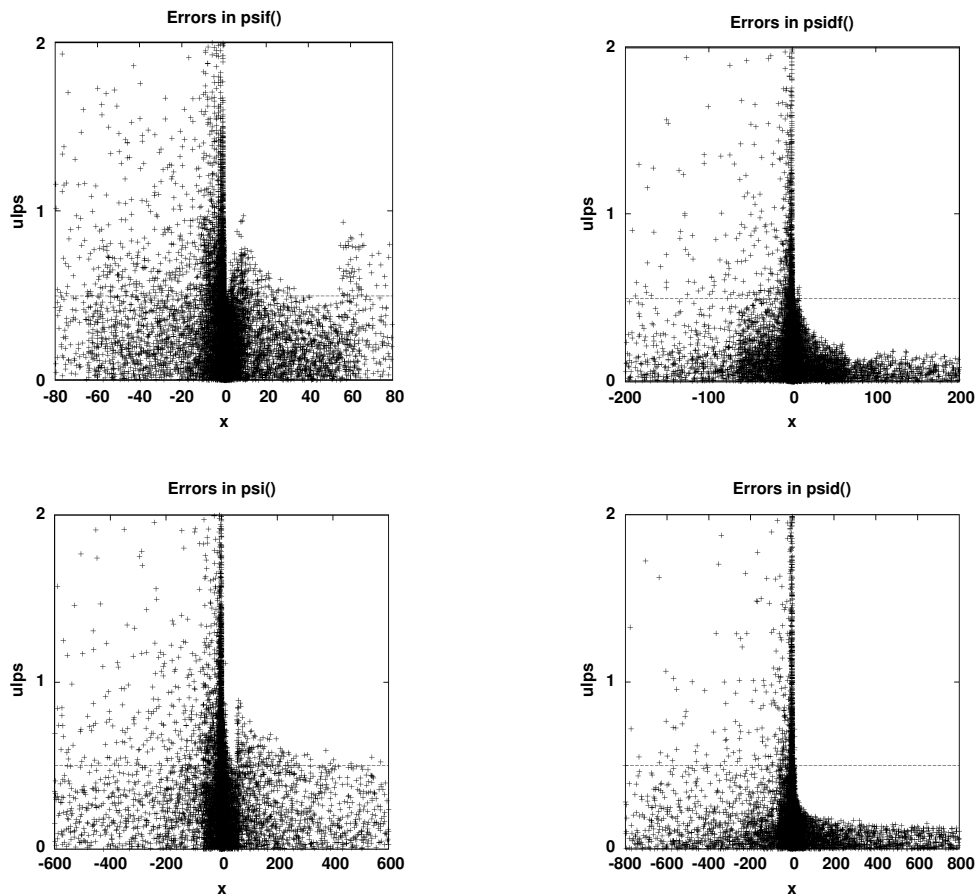 Errors in psif()
2
1
0
ulps
-80 -60 -40 -20 0 20 40 60 80
x
Errors in psidf()
2
1
0
ulps
-200 -100 0 100 200
x
Errors in psi()
2
1
0
ulps
-600 -400 -200 0 200 400 600
x
Errors in psid()
2
1
0
ulps
-800 -600 -400 -200 0 200 400 600 800
x